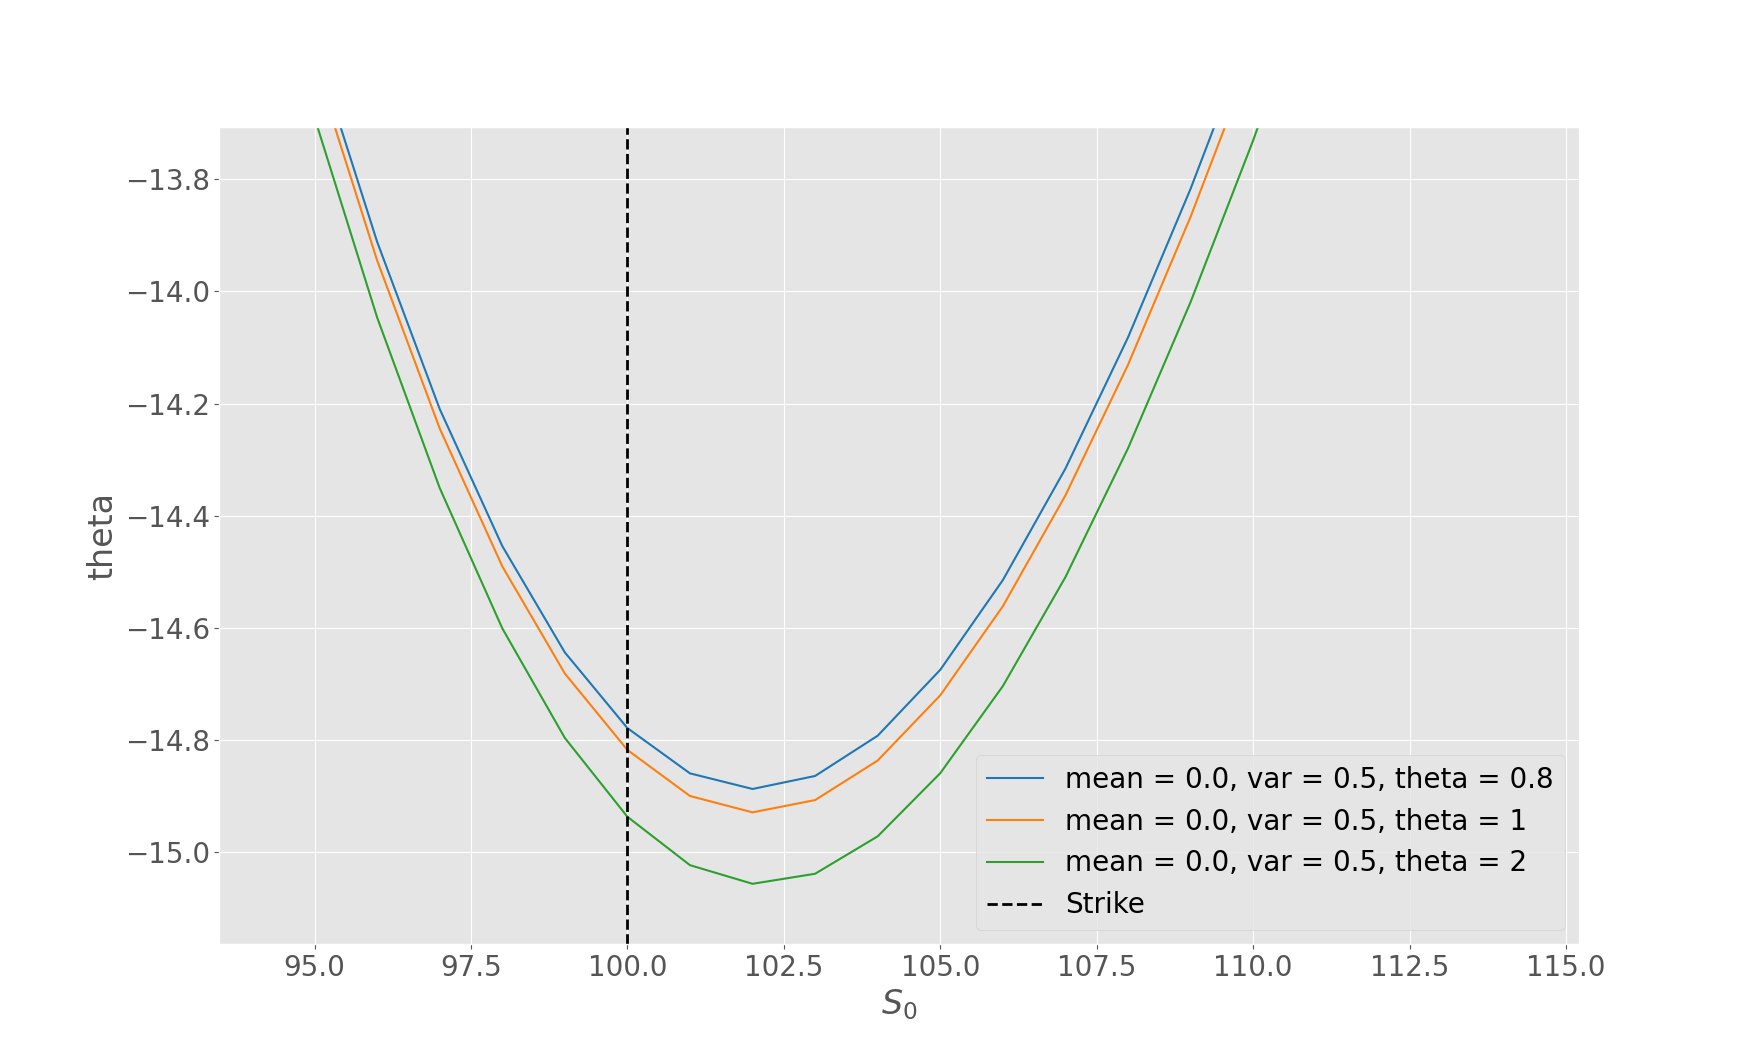 −13.8
−14.0
−14.2
−14.4
−14.6
−14.8
−15.0
theta
mean = 0.0, var = 0.5, theta = 0.8
mean = 0.0, var = 0.5, theta = 1
mean = 0.0, var = 0.5, theta = 2
Strike
95.0 97.5 100.0 102.5 105.0 107.5 110.0 112.5 115.0
S₀